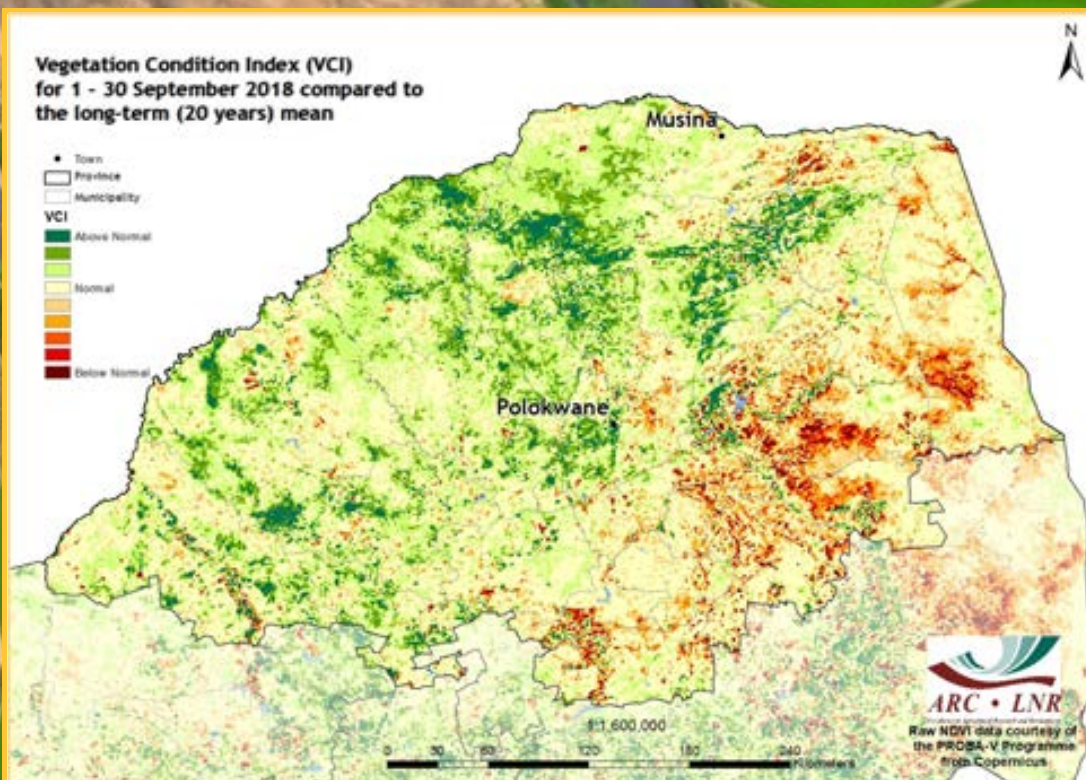 Vegetation Condition Index (VCI)
for 1 - 30 September 2018 compared to
the long-term (20 years) mean
N
Town
Province
Municipality
VCI
Above Normal
Normal
Below Normal
Musina
Polokwane
1:1 600 000
0 30 60 120 180 240
Kilometers
ARC • LNR
Raw NDVI data courtesy of
the PROBA-V Programme
from Copernicus